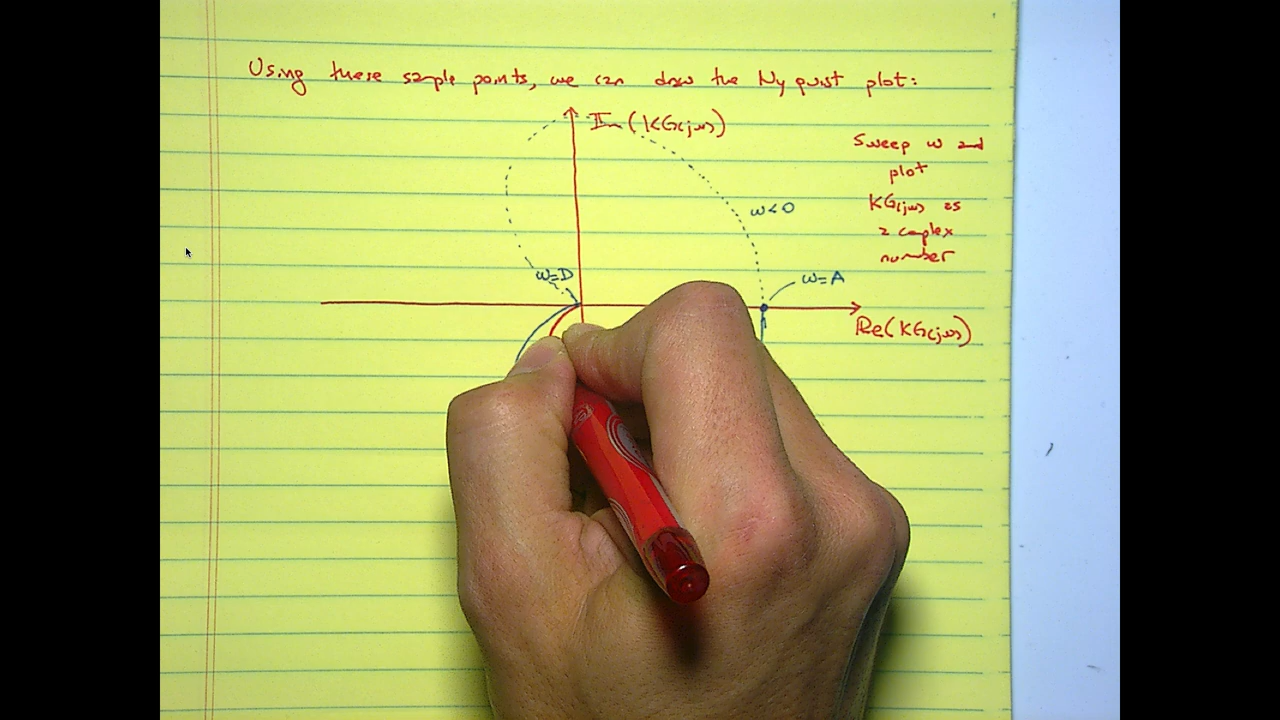 Using these sample points, we can draw the Nyquist plot:
Im(KG(jω))
Sweep ω and
plot
KG(jω) as
a complex
number
ω<0
ω=D
ω=A
Re(KG(jω))